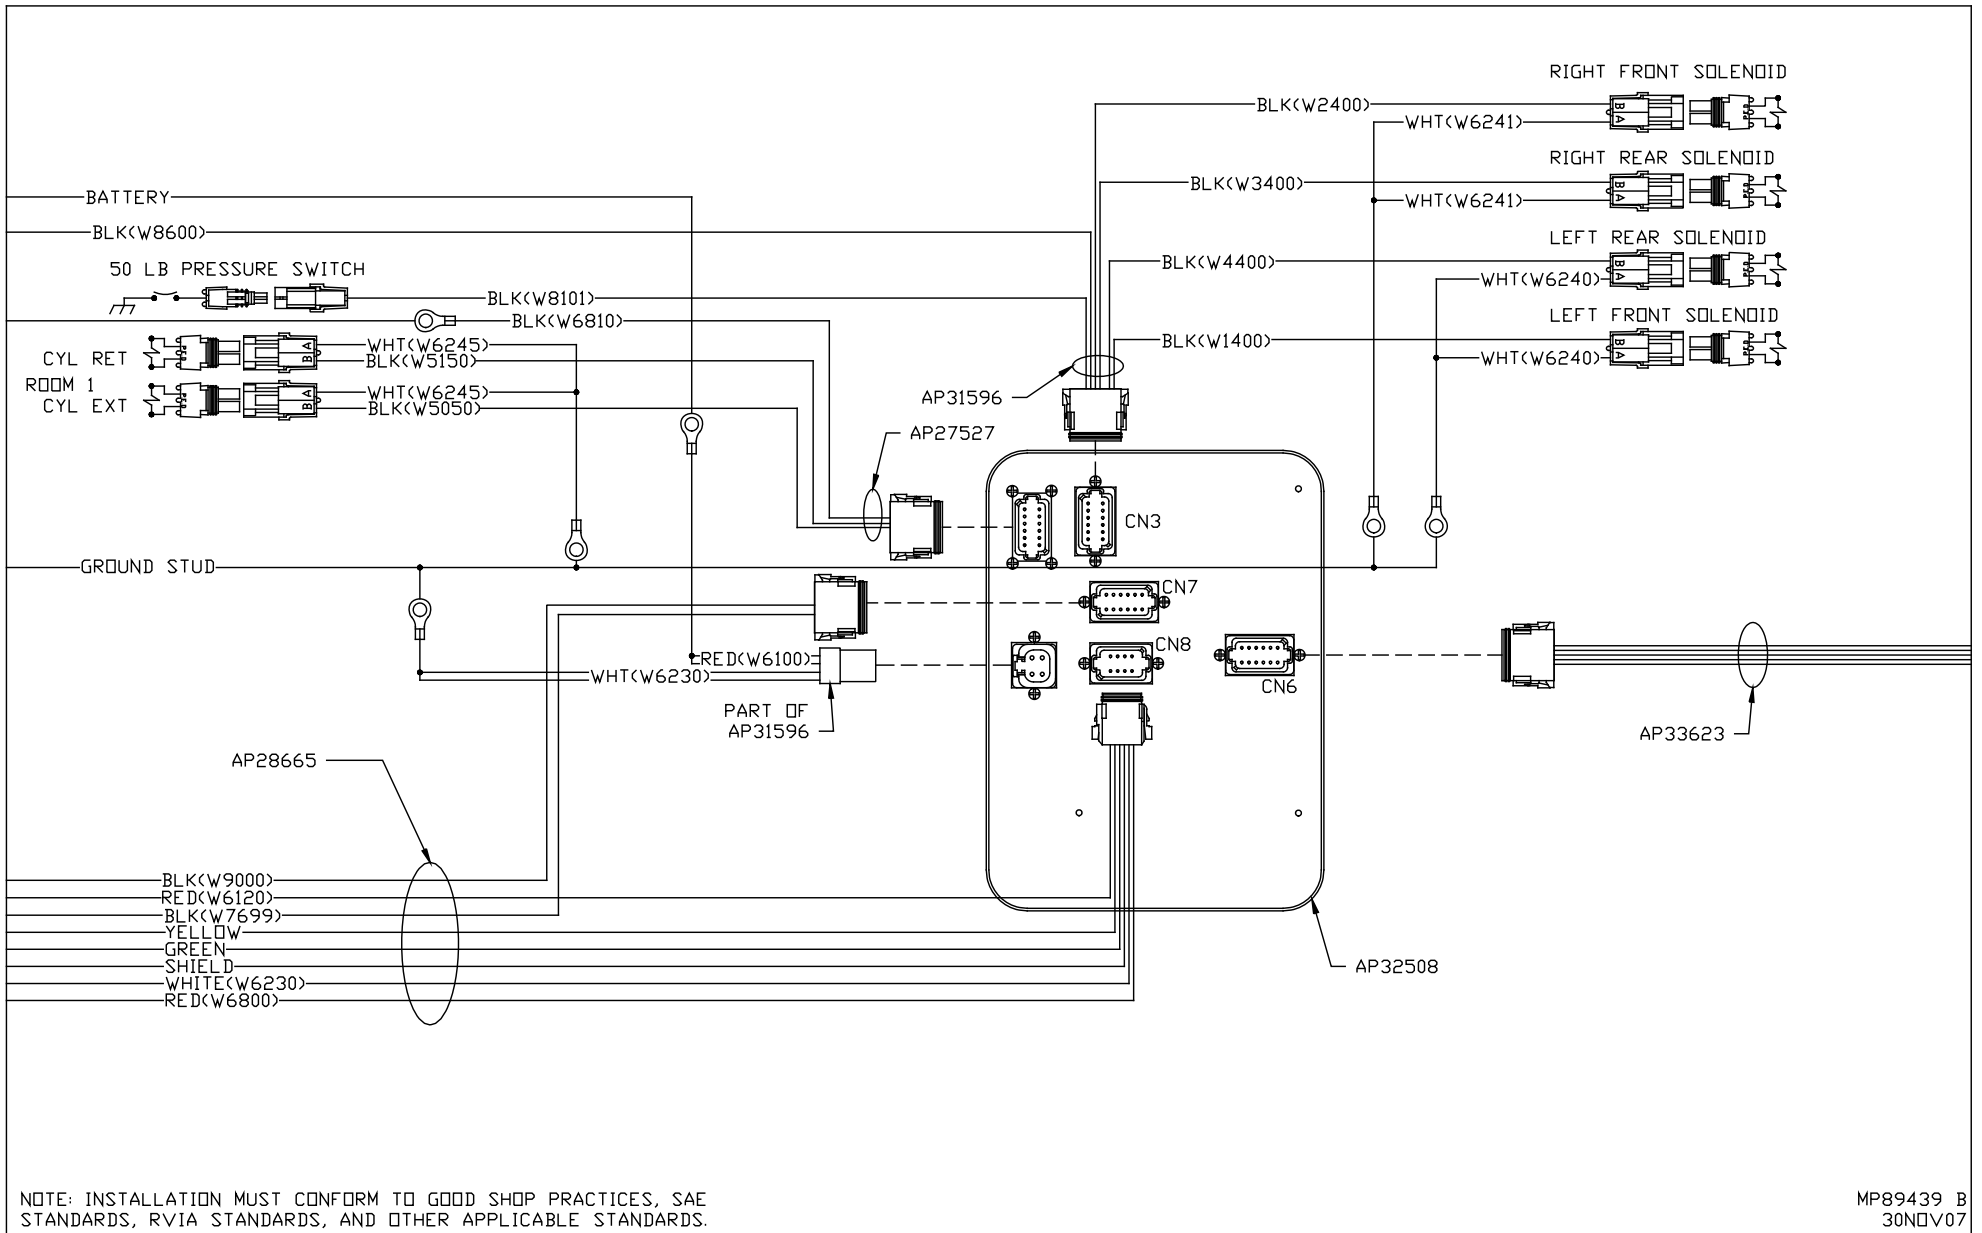 RIGHT FRONT SOLENOID
BLK(W2400)
WHT(W6241)
B
A
RIGHT REAR SOLENOID
BLK(W3400)
WHT(W6241)
B
A
LEFT REAR SOLENOID
BLK(W4400)
WHT(W6240)
B
A
LEFT FRONT SOLENOID
BLK(W1400)
WHT(W6240)
B
A
BATTERY
BLK(W8600)
50 LB PRESSURE SWITCH
BLK(W8101)
BLK(W6810)
CYL RET
A
B
WHT(W6245)
BLK(W5150)
ROOM 1
CYL EXT
A
B
WHT(W6245)
BLK(W5050)
AP31596
AP27527
CN3
GROUND STUD
CN7
CN8
CN6
RED(W6100)
WHT(W6230)
PART OF
AP31596
AP33623
AP28665
BLK(W9000)
RED(W6120)
BLK(W7699)
YELLOW
GREEN
SHIELD
WHITE(W6230)
RED(W6800)
AP32508
NOTE: INSTALLATION MUST CONFORM TO GOOD SHOP PRACTICES, SAE
STANDARDS, RVIA STANDARDS, AND OTHER APPLICABLE STANDARDS.
MP89439 B
30NOV07